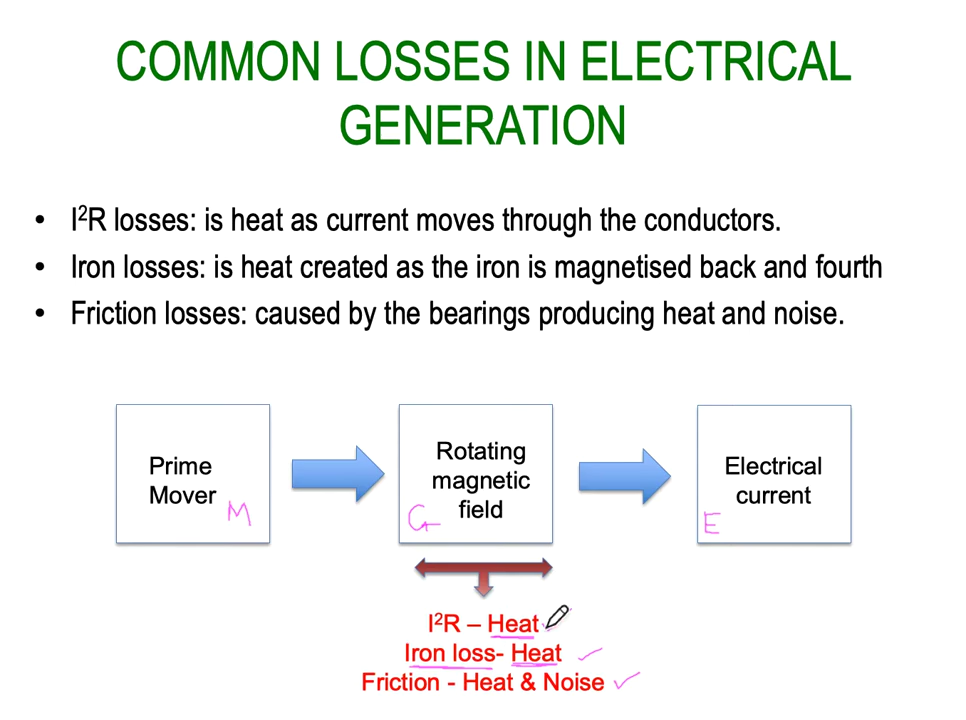 COMMON LOSSES IN ELECTRICAL
GENERATION
• I²R losses: is heat as current moves through the conductors.
• Iron losses: is heat created as the iron is magnetised back and fourth
• Friction losses: caused by the bearings producing heat and noise.
Prime
Mover
M
Rotating
magnetic
field
G
Electrical
current
E
I²R – Heat
Iron loss- Heat
Friction - Heat & Noise